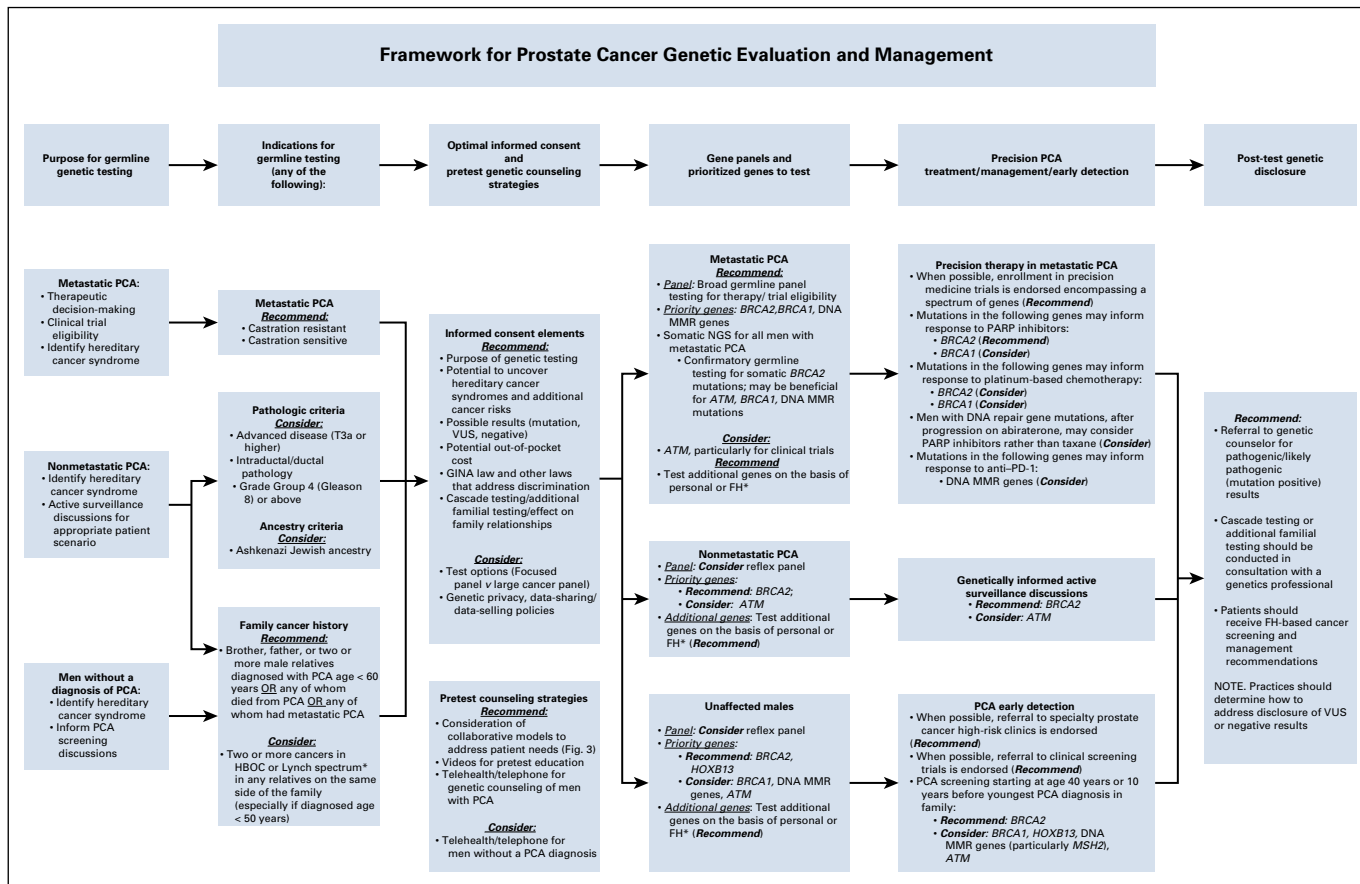 Framework for Prostate Cancer Genetic Evaluation and Management
Purpose for germline
genetic testing
Indications for
germline testing
(any of the
following):
Optimal informed consent
and
pretest genetic counseling
strategies
Gene panels and
prioritized genes to test
Precision PCA
treatment/management/early detection
Post-test genetic
disclosure
Metastatic PCA:
• Therapeutic
decision-making
• Clinical trial
eligibility
• Identify hereditary
cancer syndrome
Nonmetastatic PCA:
• Identify hereditary
cancer syndrome
• Active surveillance
discussions for
appropriate patient
scenario
Men without a
diagnosis of PCA:
• Identify hereditary
cancer syndrome
• Inform PCA
screening
discussions
Metastatic PCA
Recommend:
• Castration resistant
• Castration sensitive
Pathologic criteria
Consider:
• Advanced disease (T3a or
higher)
• Intraductal/ductal
pathology
• Grade Group 4 (Gleason
8) or above
Ancestry criteria
Consider:
• Ashkenazi Jewish ancestry
Family cancer history
Recommend:
• Brother, father, or two or
more male relatives
diagnosed with PCA age < 60
years OR any of whom
died from PCA OR any of
whom had metastatic PCA
Consider:
• Two or more cancers in
HBOC or Lynch spectrum*
in any relatives on the same
side of the family
(especially if diagnosed age
< 50 years)
Informed consent elements
Recommend:
• Purpose of genetic testing
• Potential to uncover
hereditary cancer
syndromes and additional
cancer risks
• Possible results (mutation,
VUS, negative)
• Potential out-of-pocket
cost
• GINA law and other laws
that address discrimination
• Cascade testing/additional
familial testing/effect on
family relationships
Consider:
• Test options (Focused
panel v large cancer panel)
• Genetic privacy, data-sharing/
data-selling policies
Pretest counseling strategies
Recommend:
• Consideration of
collaborative models to
address patient needs (Fig. 3)
• Videos for pretest education
• Telehealth/telephone for
genetic counseling of men
with PCA
Consider:
• Telehealth/telephone for
men without a PCA diagnosis
Metastatic PCA
Recommend:
• Panel: Broad germline panel
testing for therapy/ trial eligibility
• Priority genes: BRCA2,BRCA1, DNA
MMR genes
• Somatic NGS for all men with
metastatic PCA
• Confirmatory germline
testing for somatic BRCA2
mutations; may be beneficial
for ATM, BRCA1, DNA MMR
mutations
Consider:
• ATM, particularly for clinical trials
Recommend
• Test additional genes on the basis of
personal or FH*
Nonmetastatic PCA
• Panel: Consider reflex panel
• Priority genes:
• Recommend: BRCA2;
• Consider: ATM
• Additional genes: Test additional
genes on the basis of personal or
FH* (Recommend)
Unaffected males
• Panel: Consider reflex panel
• Priority genes:
• Recommend: BRCA2,
HOXB13
• Consider: BRCA1, DNA MMR
genes, ATM
• Additional genes: Test additional
genes on the basis of personal or
FH* (Recommend)
Precision therapy in metastatic PCA
• When possible, enrollment in precision
medicine trials is endorsed encompassing a
spectrum of genes (Recommend)
• Mutations in the following genes may inform
response to PARP inhibitors:
• BRCA2 (Recommend)
• BRCA1 (Consider)
• Mutations in the following genes may inform
response to platinum-based chemotherapy:
• BRCA2 (Consider)
• BRCA1 (Consider)
• Men with DNA repair gene mutations, after
progression on abiraterone, may consider
PARP inhibitors rather than taxane (Consider)
• Mutations in the following genes may inform
response to anti–PD-1:
• DNA MMR genes (Consider)
Genetically informed active
surveillance discussions
• Recommend: BRCA2
• Consider: ATM
PCA early detection
• When possible, referral to specialty prostate
cancer high-risk clinics is endorsed
(Recommend)
• When possible, referral to clinical screening
trials is endorsed (Recommend)
• PCA screening starting at age 40 years or 10
years before youngest PCA diagnosis in
family:
• Recommend: BRCA2
• Consider: BRCA1, HOXB13, DNA
MMR genes (particularly MSH2),
ATM
Recommend:
• Referral to genetic
counselor for
pathogenic/likely
pathogenic
(mutation positive)
results
• Cascade testing or
additional familial
testing should be
conducted in
consultation with a
genetics professional
• Patients should
receive FH-based cancer
screening and
management
recommendations
NOTE. Practices should
determine how to
address disclosure of VUS
or negative results